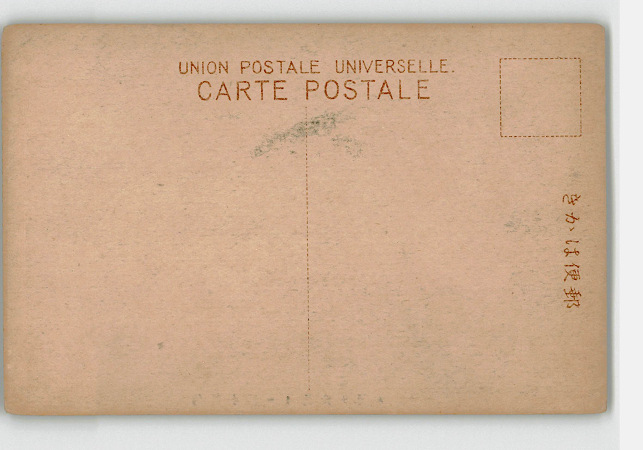 UNION POSTALE UNIVERSELLE.
CARTE POSTALE
きかは便郵